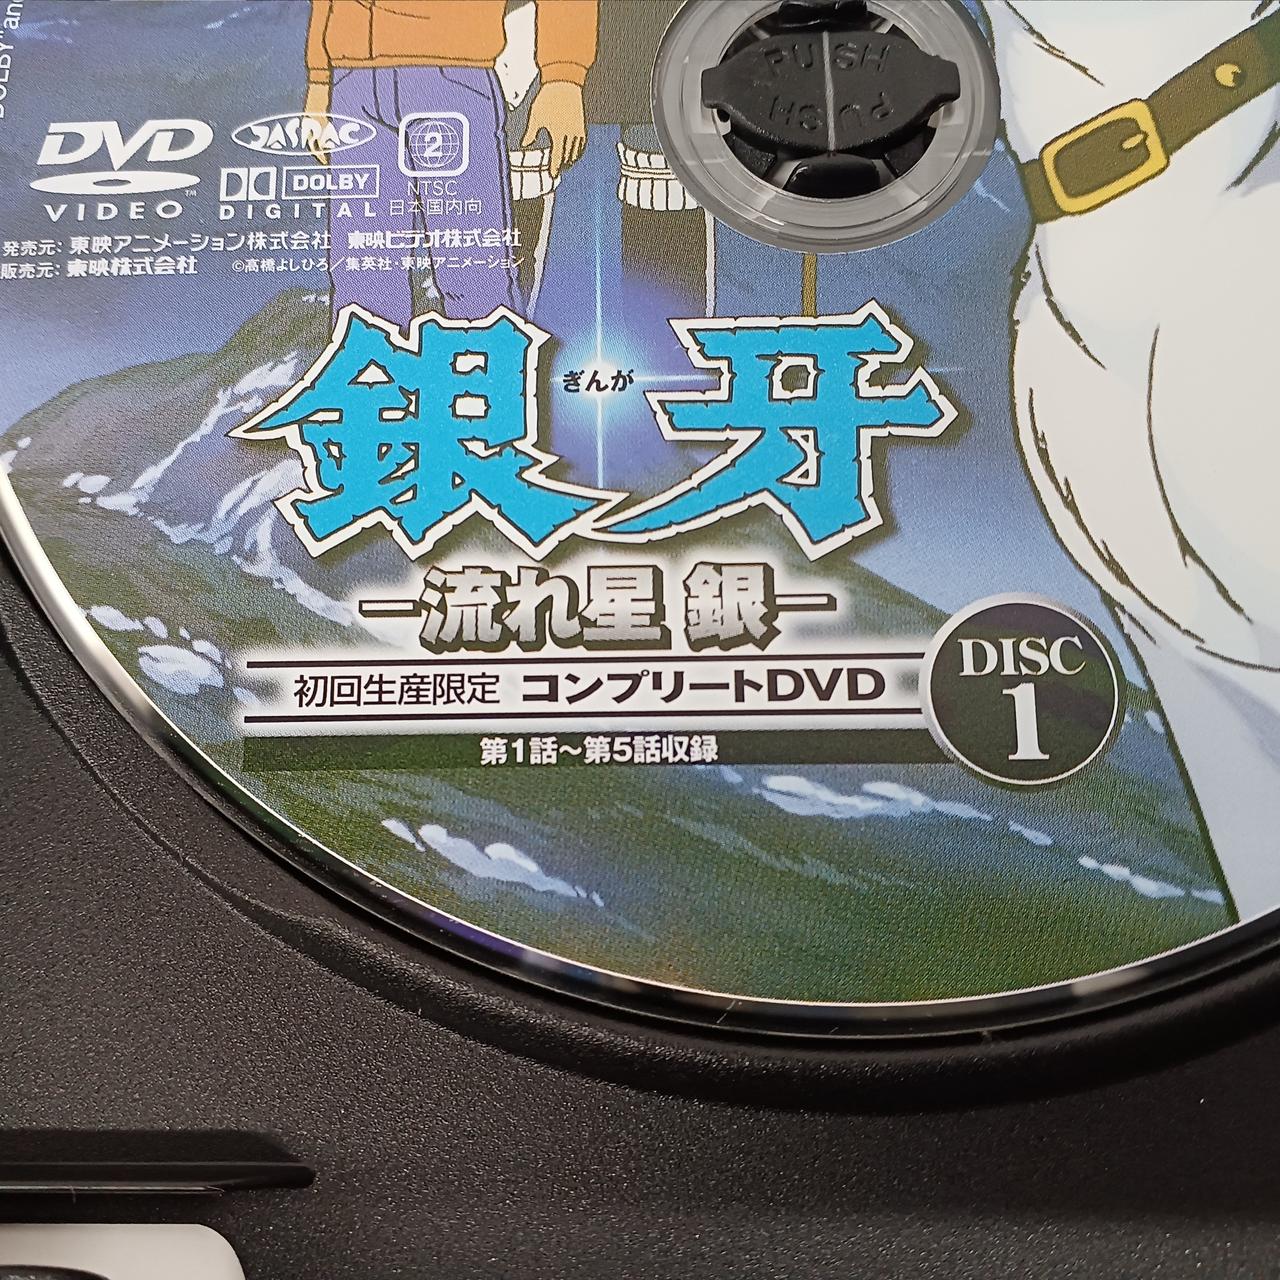 DOLBY" and
PUSH
PUSH
DVD
VIDEO
JASRAC
DOLBY
DIGITAL
2
NTSC
日本国内向
発売元: 東映アニメーション株式会社 東映ビデオ株式会社
販売元: 東映株式会社 ©高橋よしひろ/集英社・東映アニメーション
銀牙
ぎんが
―流れ星 銀―
初回生産限定 コンプリートDVD
第1話~第5話収録
DISC
1